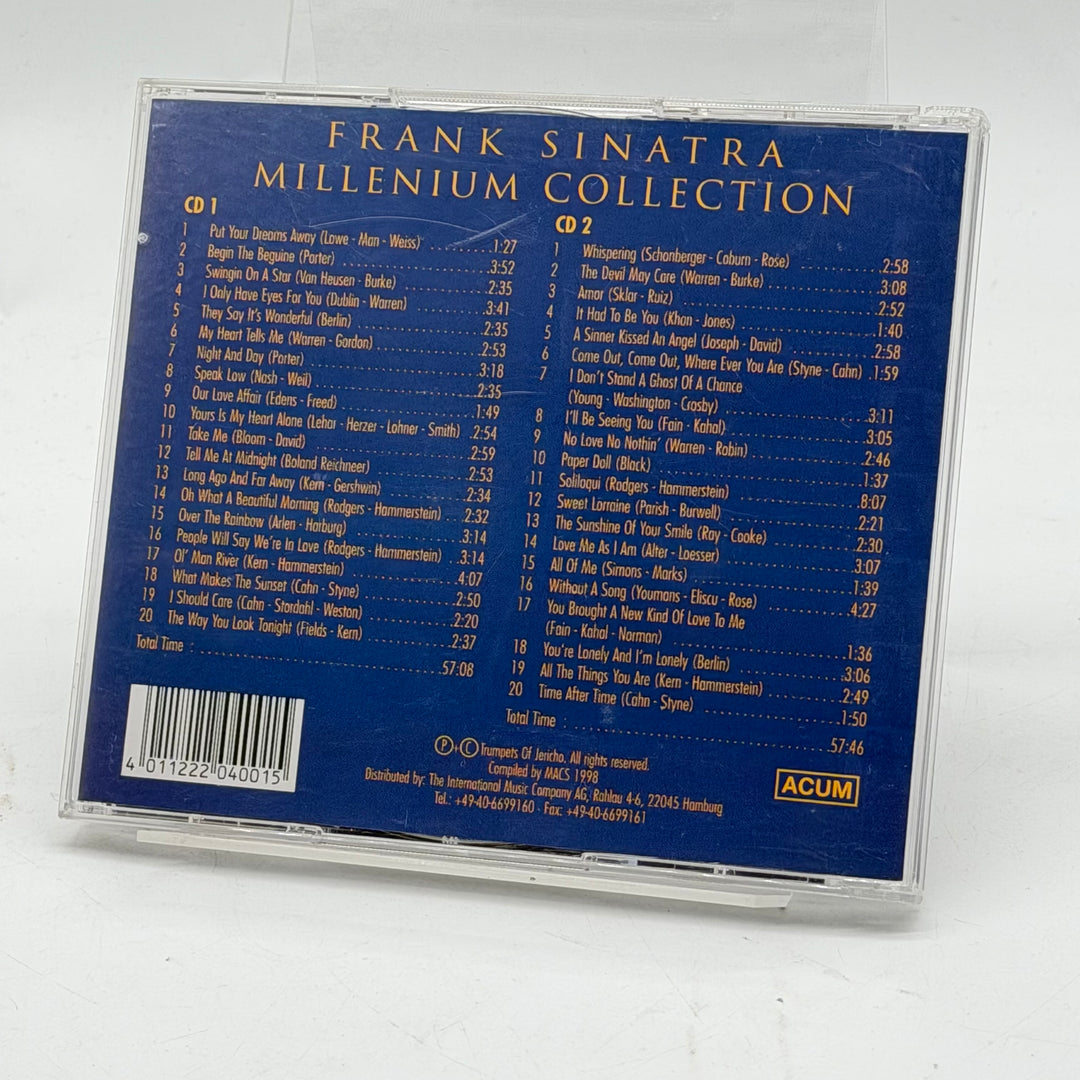 FRANK SINATRA
MILLENIUM COLLECTION
CD 1
1 Put Your Dreams Away (Lowe - Man - Weiss) 1:27
2 Begin The Beguine (Porter) 3:52
3 Swingin On A Star (Van Heusen - Burke) 2:35
4 I Only Have Eyes For You (Dublin - Warren) 3:41
5 They Say It's Wonderful (Berlin) 2:35
6 My Heart Tells Me (Warren - Gordon) 2:53
7 Night And Day (Porter) 3:18
8 Speak Low (Nash - Weil) 2:35
9 Our Love Affair (Edens - Freed) 1:49
10 Yours Is My Heart Alone (Lehar - Herzer - Lohner - Smith) 2:54
11 Take Me (Bloom - David) 2:59
12 Tell Me At Midnight (Boland Reichneer) 2:53
13 Long Ago And Far Away (Kern - Gershwin) 2:34
14 Oh What A Beautiful Morning (Rodgers - Hammerstein) 2:32
15 Over The Rainbow (Arlen - Harburg) 3:14
16 People Will Say We're In Love (Rodgers - Hammerstein) 3:14
17 Ol' Man River (Kern - Hammerstein) 4:07
18 What Makes The Sunset (Cahn - Styne) 2:50
19 I Should Care (Cahn - Stordahl - Weston) 2:20
20 The Way You Look Tonight (Fields - Kern) 2:37
Total Time : 57:08
CD 2
1 Whispering (Schonberger - Coburn - Rose) 2:58
2 The Devil May Care (Warren - Burke) 3:08
3 Amor (Sklar - Ruiz) 2:52
4 It Had To Be You (Khan - Jones) 1:40
5 A Sinner Kissed An Angel (Joseph - David) 2:58
6 Come Out, Come Out, Where Ever You Are (Styne - Cahn) 1:59
7 I Don't Stand A Ghost Of A Chance
(Young - Washington - Crosby) 3:11
8 I'll Be Seeing You (Fain - Kahal) 3:05
9 No Love No Nothin' (Warren - Robin) 2:46
10 Paper Doll (Black) 1:37
11 Soliloqui (Rodgers - Hammerstein) 8:07
12 Sweet Lorraine (Parish - Burwell) 2:21
13 The Sunshine Of Your Smile (Ray - Cooke) 2:30
14 Love Me As I Am (Alter - Loesser) 3:07
15 All Of Me (Simons - Marks) 1:39
16 Without A Song (Youmans - Eliscu - Rose) 4:27
17 You Brought A New Kind Of Love To Me
(Fain - Kahal - Norman) 1:36
18 You're Lonely And I'm Lonely (Berlin) 3:06
19 All The Things You Are (Kern - Hammerstein) 2:49
20 Time After Time (Cahn - Styne) 1:50
Total Time : 57:46
4 011222 040015
Ⓟ+Ⓒ Trumpets Of Jericho. All rights reserved.
Compiled by MACS 1998
Distributed by: The International Music Company AG, Rahlau 4-6, 22045 Hamburg
Tel.: +49-40-6699160 - Fax: +49-40-6699161
ACUM